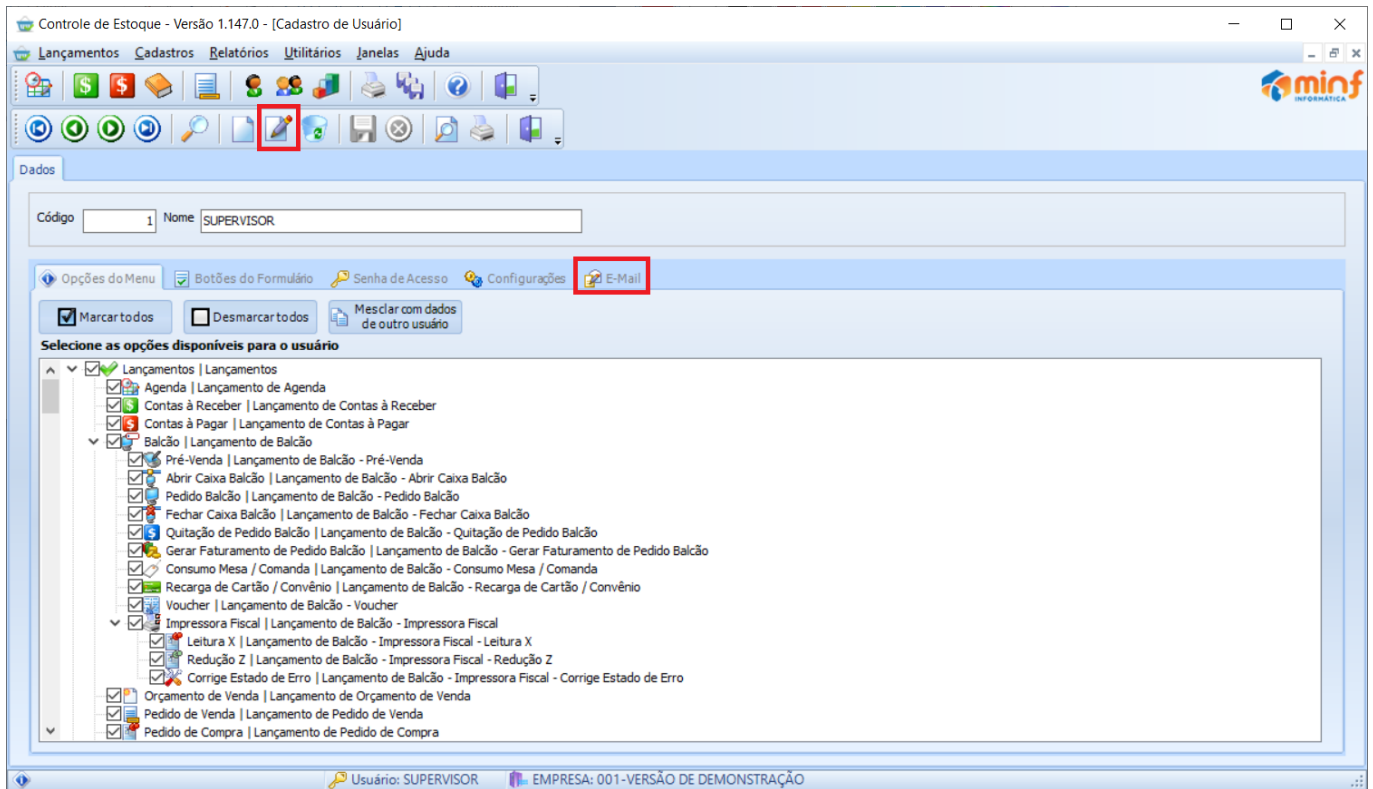 Controle de Estoque - Versão 1.147.0 - [Cadastro de Usuário]
Lançamentos Cadastros Relatórios Utilitários Janelas Ajuda
minf
INFORMÁTICA
Dados
Código 1 Nome SUPERVISOR
Opções do Menu Botões do Formulário Senha de Acesso Configurações E-Mail
Marcar todos Desmarcar todos Mesclar com dados
de outro usuário
Selecione as opções disponíveis para o usuário
Lançamentos | Lançamentos
Agenda | Lançamento de Agenda
Contas à Receber | Lançamento de Contas à Receber
Contas à Pagar | Lançamento de Contas à Pagar
Balcão | Lançamento de Balcão
Pré-Venda | Lançamento de Balcão - Pré-Venda
Abrir Caixa Balcão | Lançamento de Balcão - Abrir Caixa Balcão
Pedido Balcão | Lançamento de Balcão - Pedido Balcão
Fechar Caixa Balcão | Lançamento de Balcão - Fechar Caixa Balcão
Quitação de Pedido Balcão | Lançamento de Balcão - Quitação de Pedido Balcão
Gerar Faturamento de Pedido Balcão | Lançamento de Balcão - Gerar Faturamento de Pedido Balcão
Consumo Mesa / Comanda | Lançamento de Balcão - Consumo Mesa / Comanda
Recarga de Cartão / Convênio | Lançamento de Balcão - Recarga de Cartão / Convênio
Voucher | Lançamento de Balcão - Voucher
Impressora Fiscal | Lançamento de Balcão - Impressora Fiscal
Leitura X | Lançamento de Balcão - Impressora Fiscal - Leitura X
Redução Z | Lançamento de Balcão - Impressora Fiscal - Redução Z
Corrige Estado de Erro | Lançamento de Balcão - Impressora Fiscal - Corrige Estado de Erro
Orçamento de Venda | Lançamento de Orçamento de Venda
Pedido de Venda | Lançamento de Pedido de Venda
Pedido de Compra | Lançamento de Pedido de Compra
Usuário: SUPERVISOR EMPRESA: 001-VERSÃO DE DEMONSTRAÇÃO